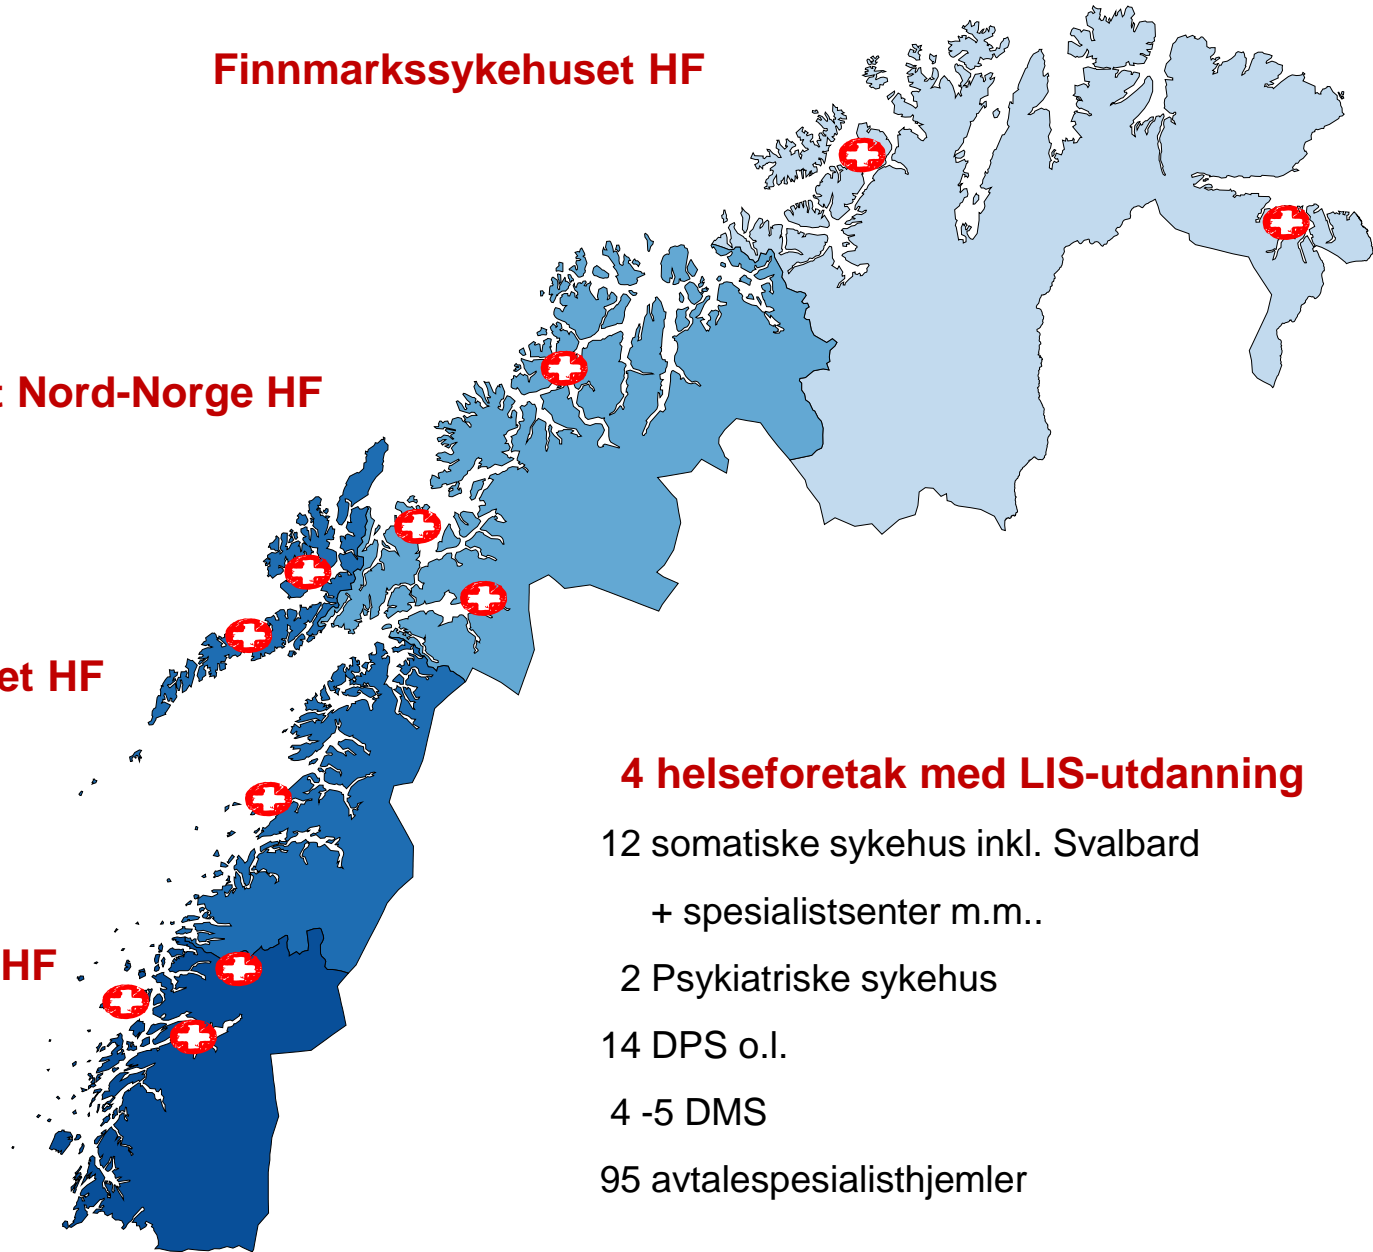 Finnmarkssykehuset HF
Nord-Norge HF
et HF
4 helseforetak med LIS-utdanning
12 somatiske sykehus inkl. Svalbard
+ spesialistsenter m.m..
HF
2 Psykiatriske sykehus
14 DPS o.l.
4 -5 DMS
95 avtalespesialisthjemler